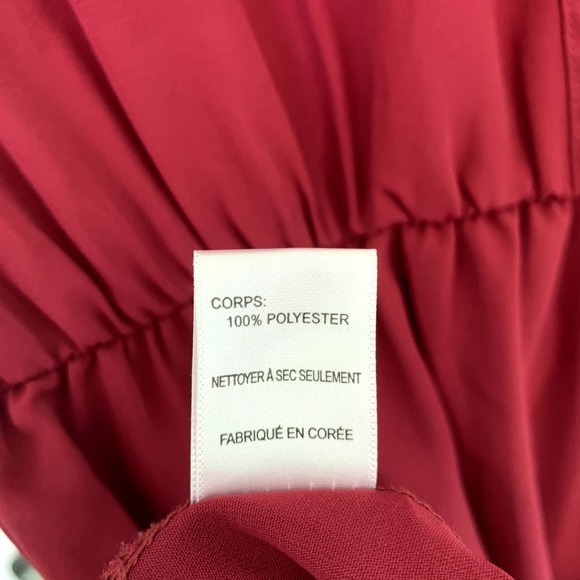 CORPS:
100% POLYESTER
NETTOYER À SEC SEULEMENT
FABRIQUÉ EN CORÉE